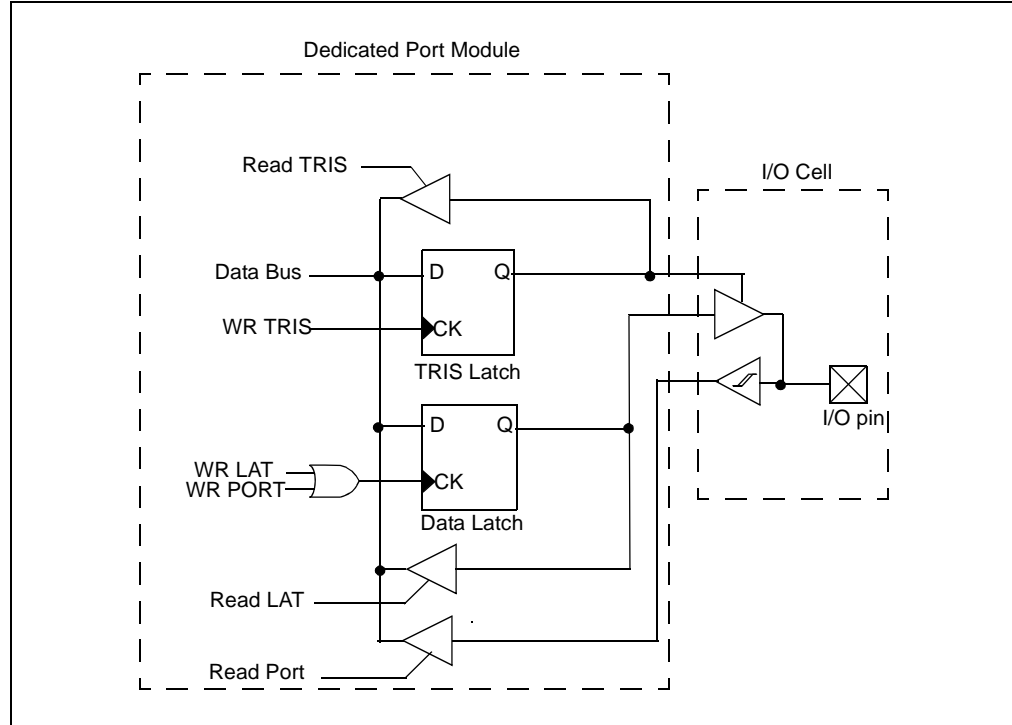 Dedicated Port Module
Read TRIS
I/O Cell
Data Bus
D
Q
WR TRIS
CK
TRIS Latch
I/O pin
D
Q
WR LAT
WR PORT
CK
Data Latch
Read LAT
Read Port